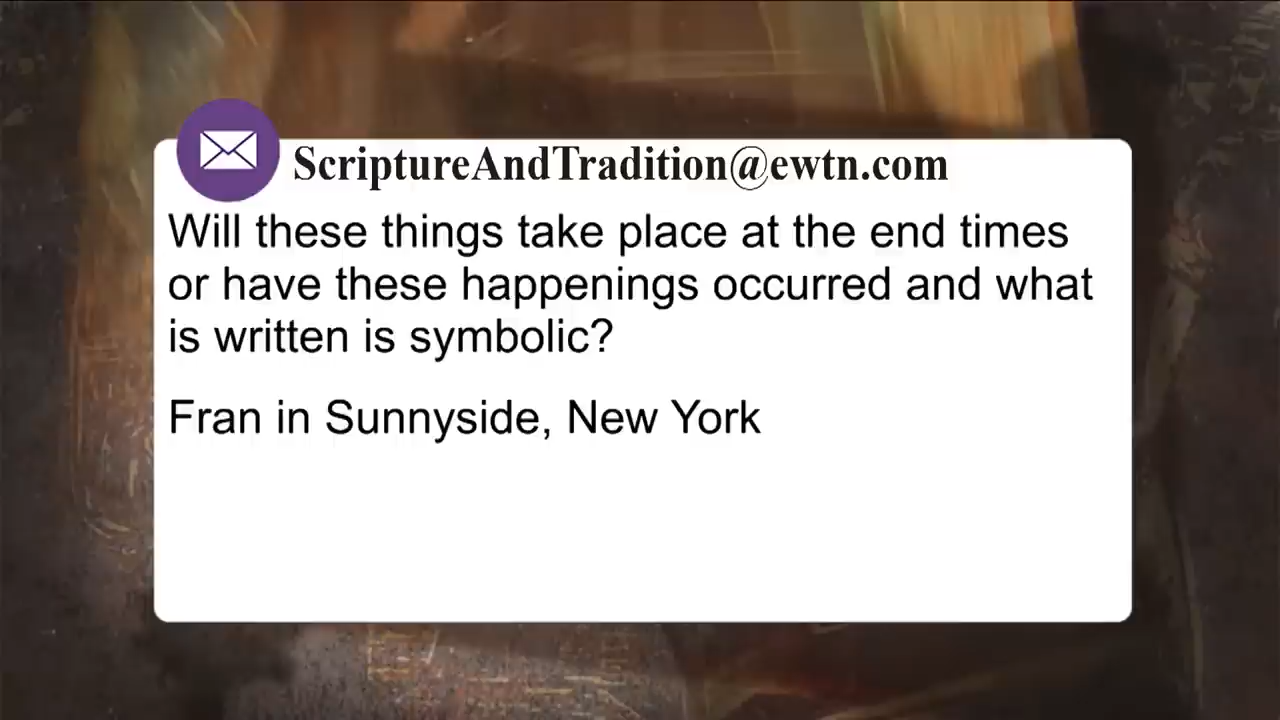 ScriptureAndTradition@ewtn.com
Will these things take place at the end times
or have these happenings occurred and what
is written is symbolic?
Fran in Sunnyside, New York